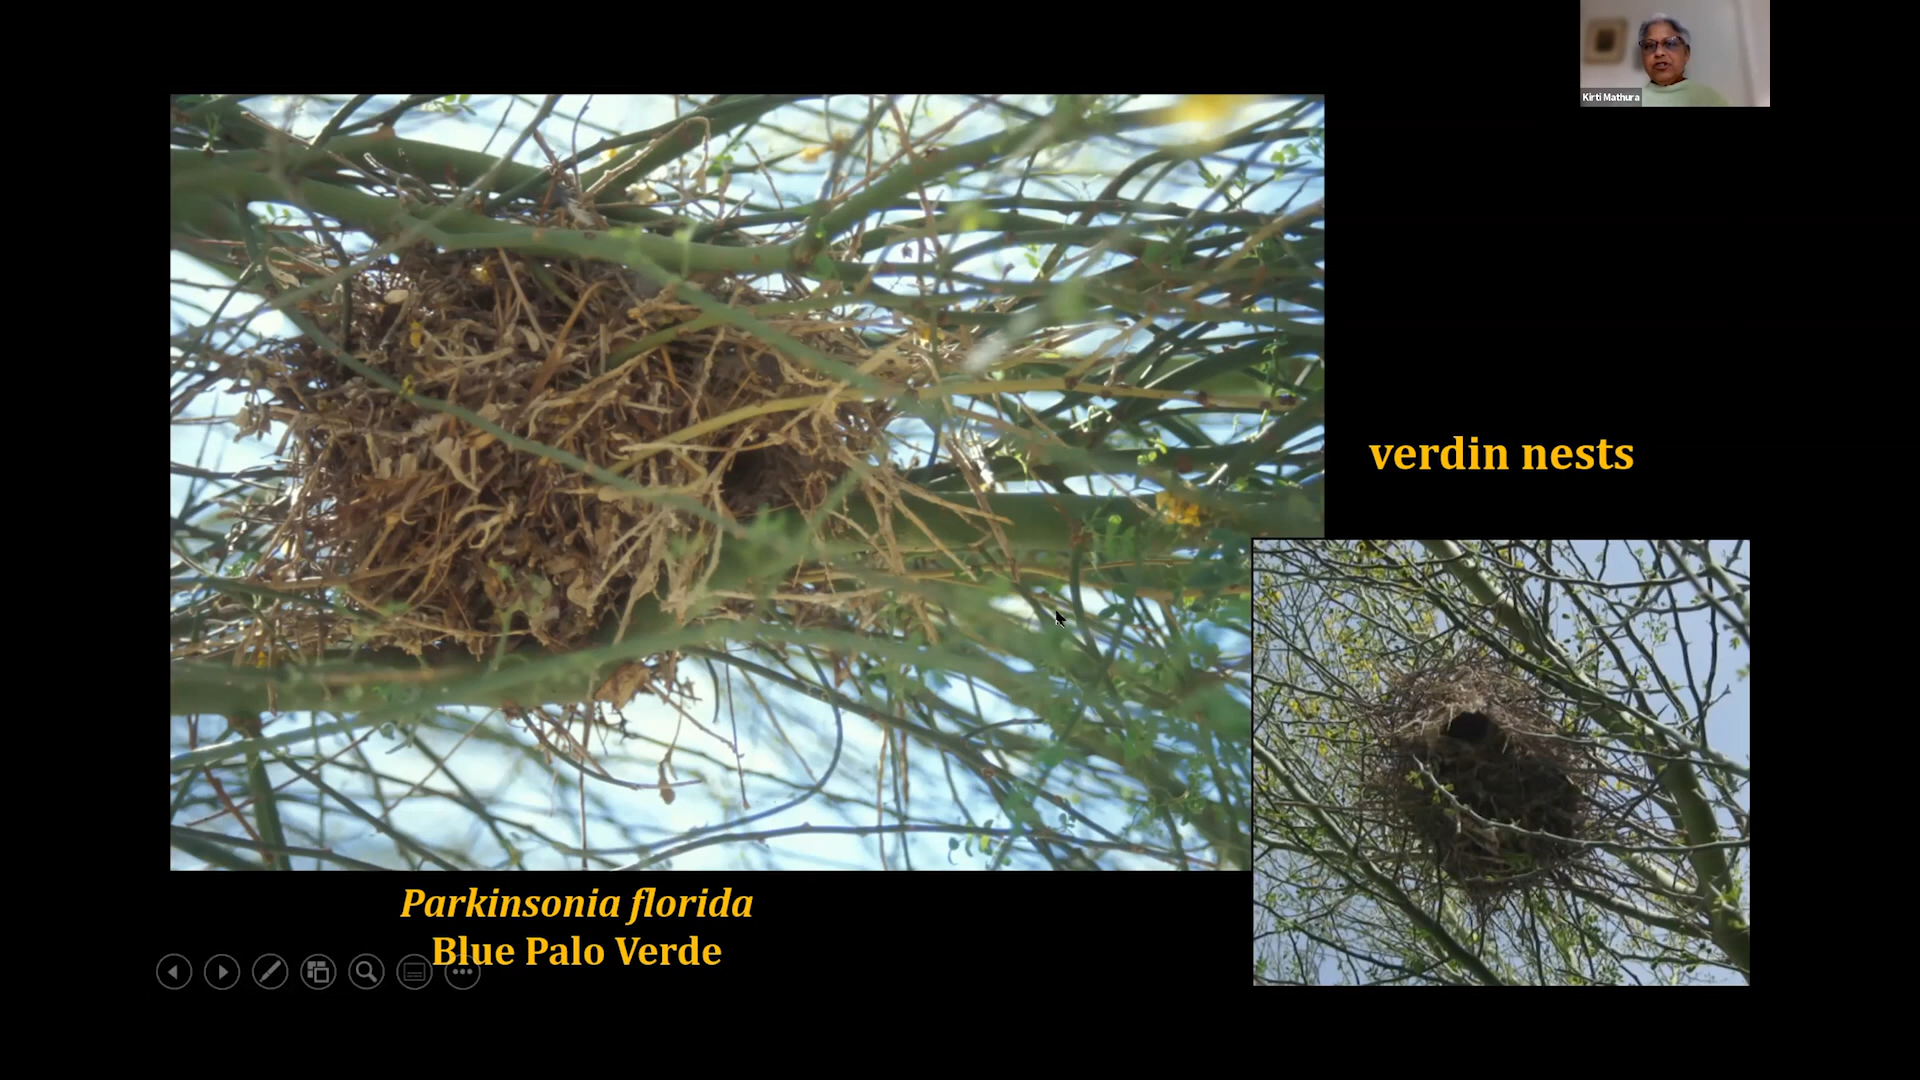 Kirti Mathura
verdin nests
Parkinsonia florida
Blue Palo Verde